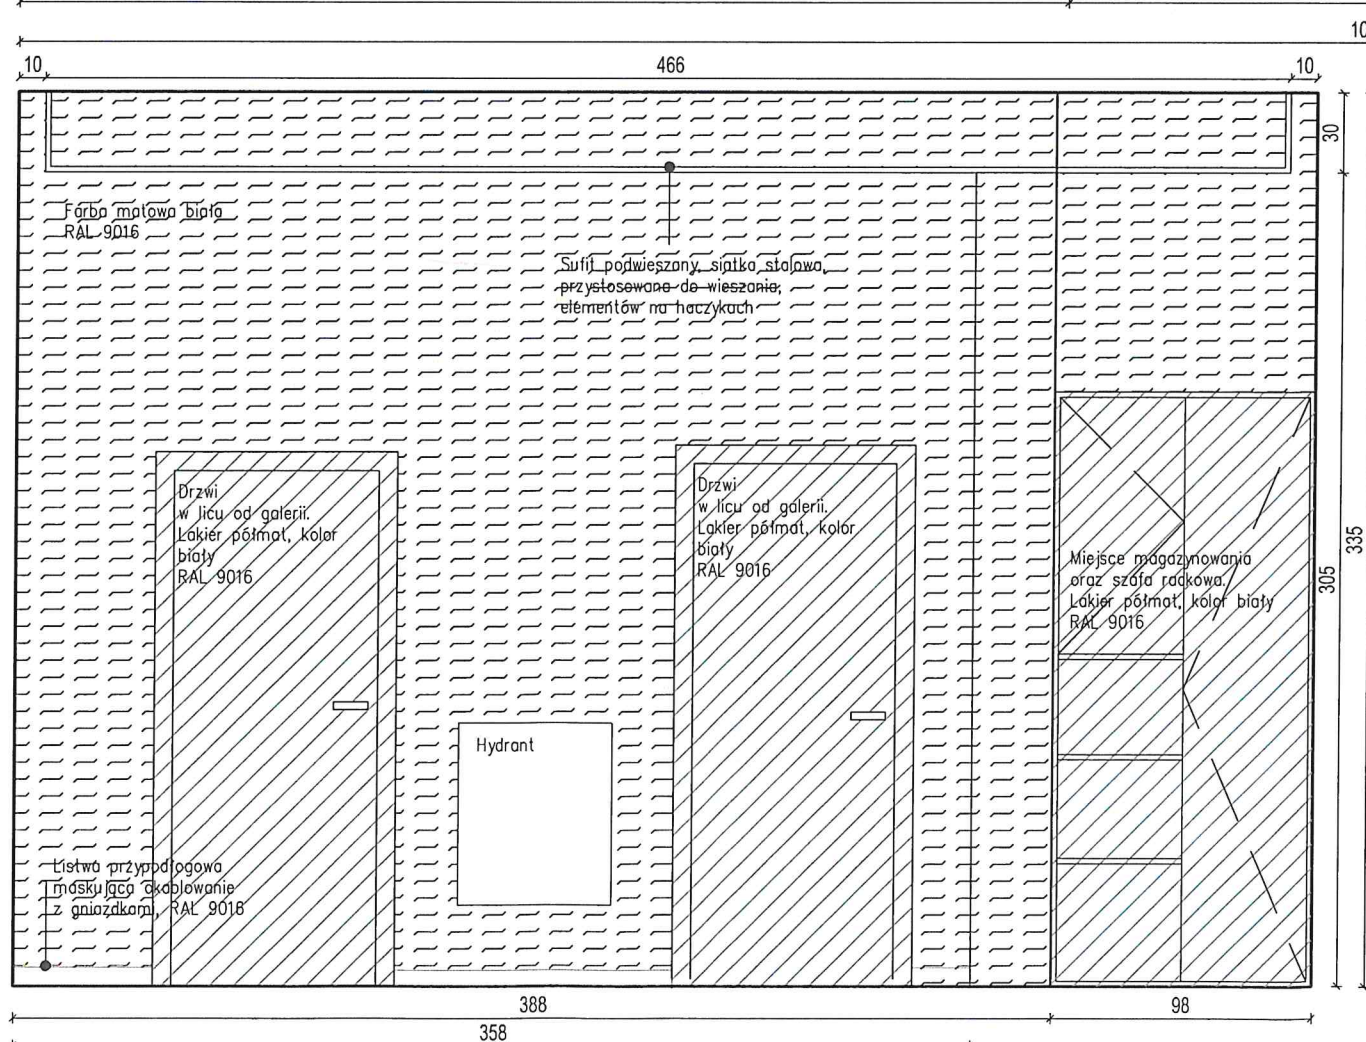 10
10
466
10
30
Farba matowa biała
RAL 9016
Sufit podwieszany, siatka stalowa,
przystosowana do wieszania,
elementów na haczykach
Drzwi
w licu od galerii.
Lakier półmat, kolor
biały
RAL 9016
Drzwi
w licu od galerii.
Lakier półmat, kolor
biały
RAL 9016
Miejsce magazynowania
oraz szafa rackowa.
Lakier półmat, kolor biały
RAL 9016
305
335
Hydrant
Listwa przypodłogowa
maskująca okablowanie
z gniazdkami, RAL 9016
388
98
358